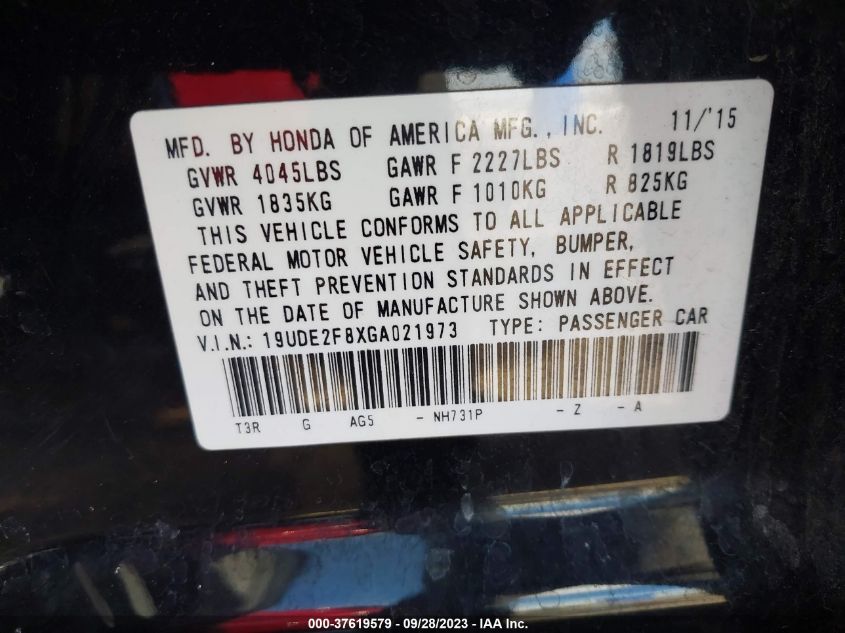 MFD. BY HONDA OF AMERICA MFG., INC. 11/'15
GVWR 4045LBS GAWR F 2227LBS R 1819LBS
GVWR 1835KG GAWR F 1010KG R 825KG
THIS VEHICLE CONFORMS TO ALL APPLICABLE
FEDERAL MOTOR VEHICLE SAFETY, BUMPER,
AND THEFT PREVENTION STANDARDS IN EFFECT
ON THE DATE OF MANUFACTURE SHOWN ABOVE.
V.I.N.: 19UDE2F8XGA021973 TYPE: PASSENGER CAR
T3R G AG5 - NH731P - Z - A
000-37619579 / 09/28/2023 - IAA Inc.